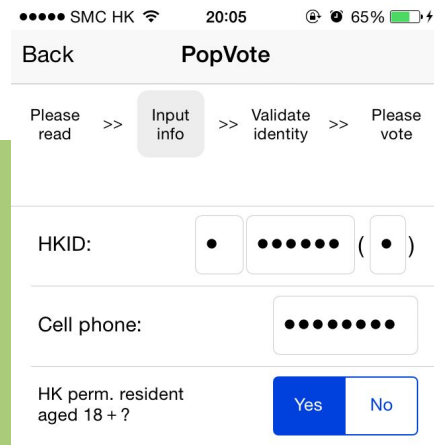 ●●●●● SMC HK 20:05 65%
Back PopVote
Please read >> Input info >> Validate identity >> Please vote
HKID: ● ●●●●●● ( ● )
Cell phone: ●●●●●●●●
HK perm. resident
aged 18 + ? Yes No